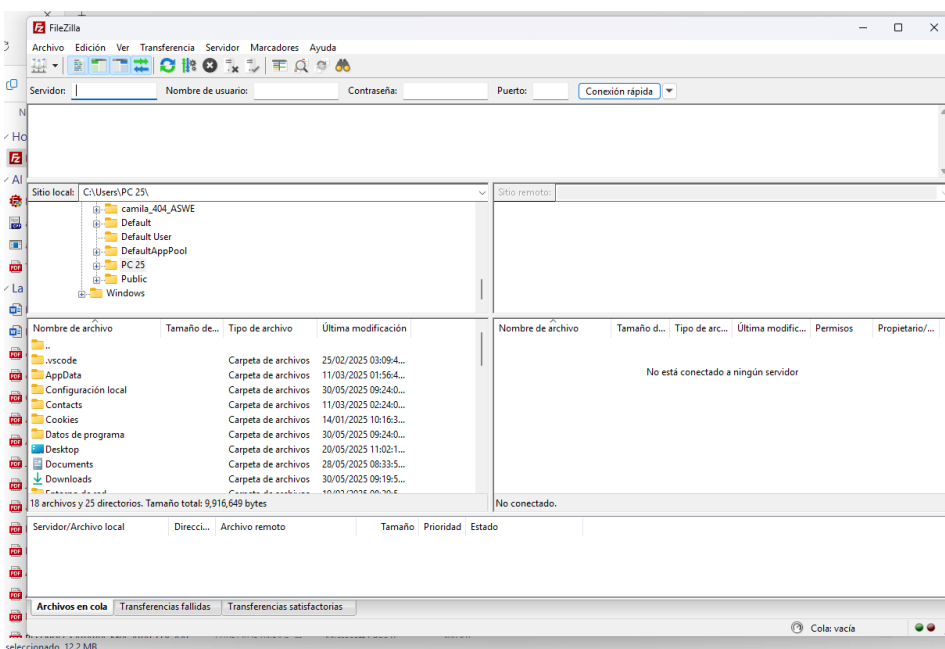 FileZilla
Archivo Edición Ver Transferencia Servidor Marcadores Ayuda
Servidor: Nombre de usuario: Contraseña: Puerto: Conexión rápida
Sitio local: C:\Users\PC 25\
Sitio remoto:
camila_404_ASWE
Default
Default User
DefaultAppPool
PC 25
Public
Windows
Nombre de archivo Tamaño de... Tipo de archivo Última modificación
..
.vscode Carpeta de archivos 25/02/2025 03:09:4...
AppData Carpeta de archivos 11/03/2025 01:56:4...
Configuración local Carpeta de archivos 30/05/2025 09:24:0...
Contacts Carpeta de archivos 11/03/2025 02:24:0...
Cookies Carpeta de archivos 14/01/2025 10:16:3...
Datos de programa Carpeta de archivos 30/05/2025 09:24:0...
Desktop Carpeta de archivos 20/05/2025 11:02:1...
Documents Carpeta de archivos 28/05/2025 08:33:5...
Downloads Carpeta de archivos 30/05/2025 09:19:5...
18 archivos y 25 directorios. Tamaño total: 9,916,649 bytes
Nombre de archivo Tamaño d... Tipo de arc... Última modific... Permisos Propietario/...
No está conectado a ningún servidor
No conectado.
Servidor/Archivo local Direcci... Archivo remoto Tamaño Prioridad Estado
Archivos en cola Transferencias fallidas Transferencias satisfactorias
Cola: vacía
seleccionado 12.2 MB